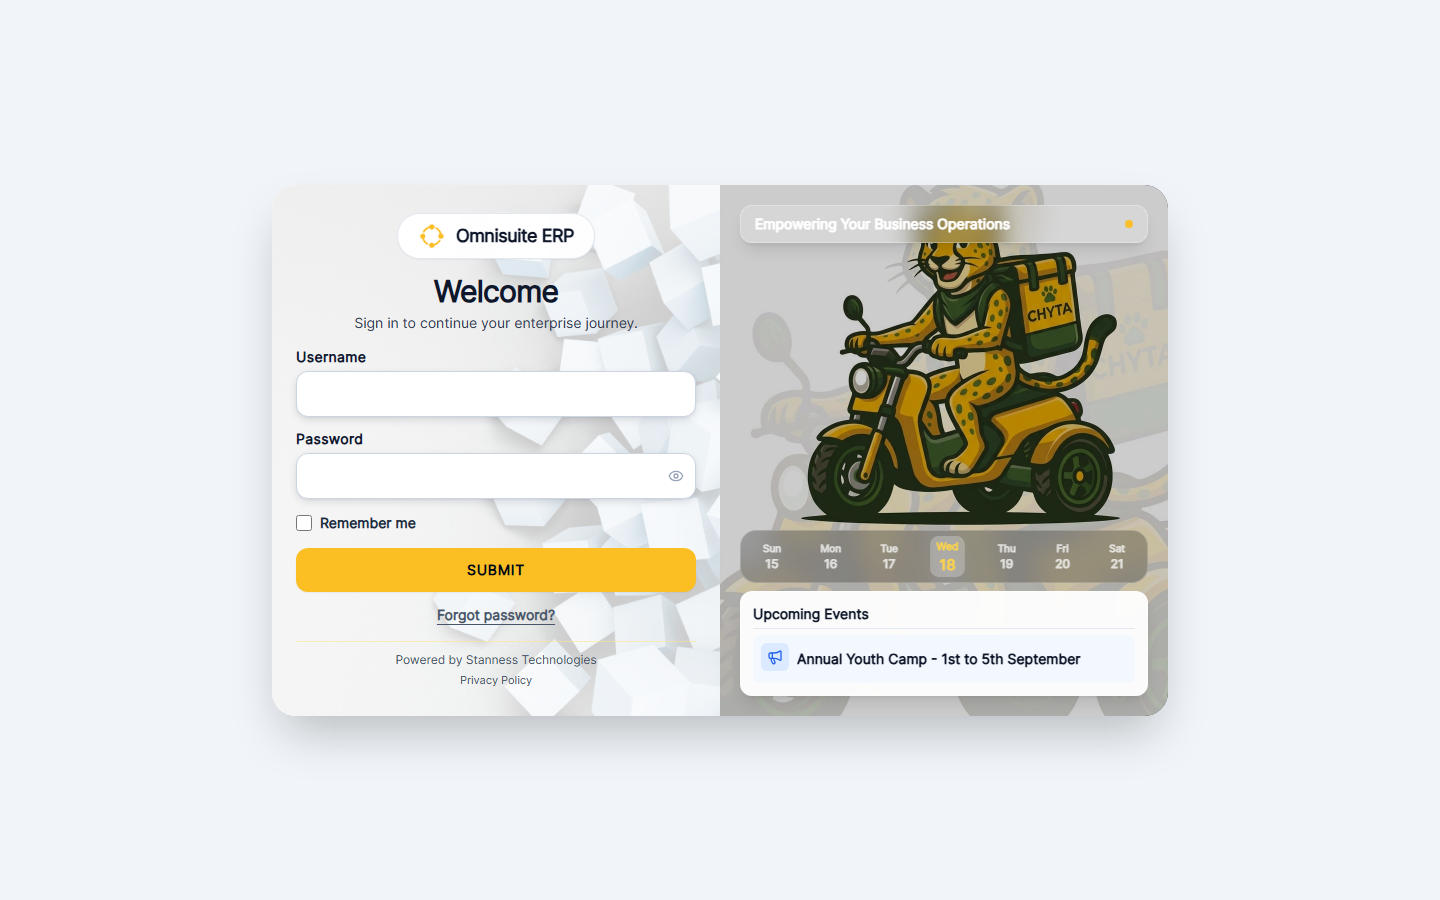 Omnisuite ERP
Welcome
Sign in to continue your enterprise journey.
Username
Password
Remember me
SUBMIT
Forgot password?
Powered by Stanness Technologies
Privacy Policy
Empowering Your Business Operations
CHYTA
CHYTA
Sun Mon Tue Wed Thu Fri Sat
15 16 17 18 19 20 21
Upcoming Events
Annual Youth Camp - 1st to 5th September